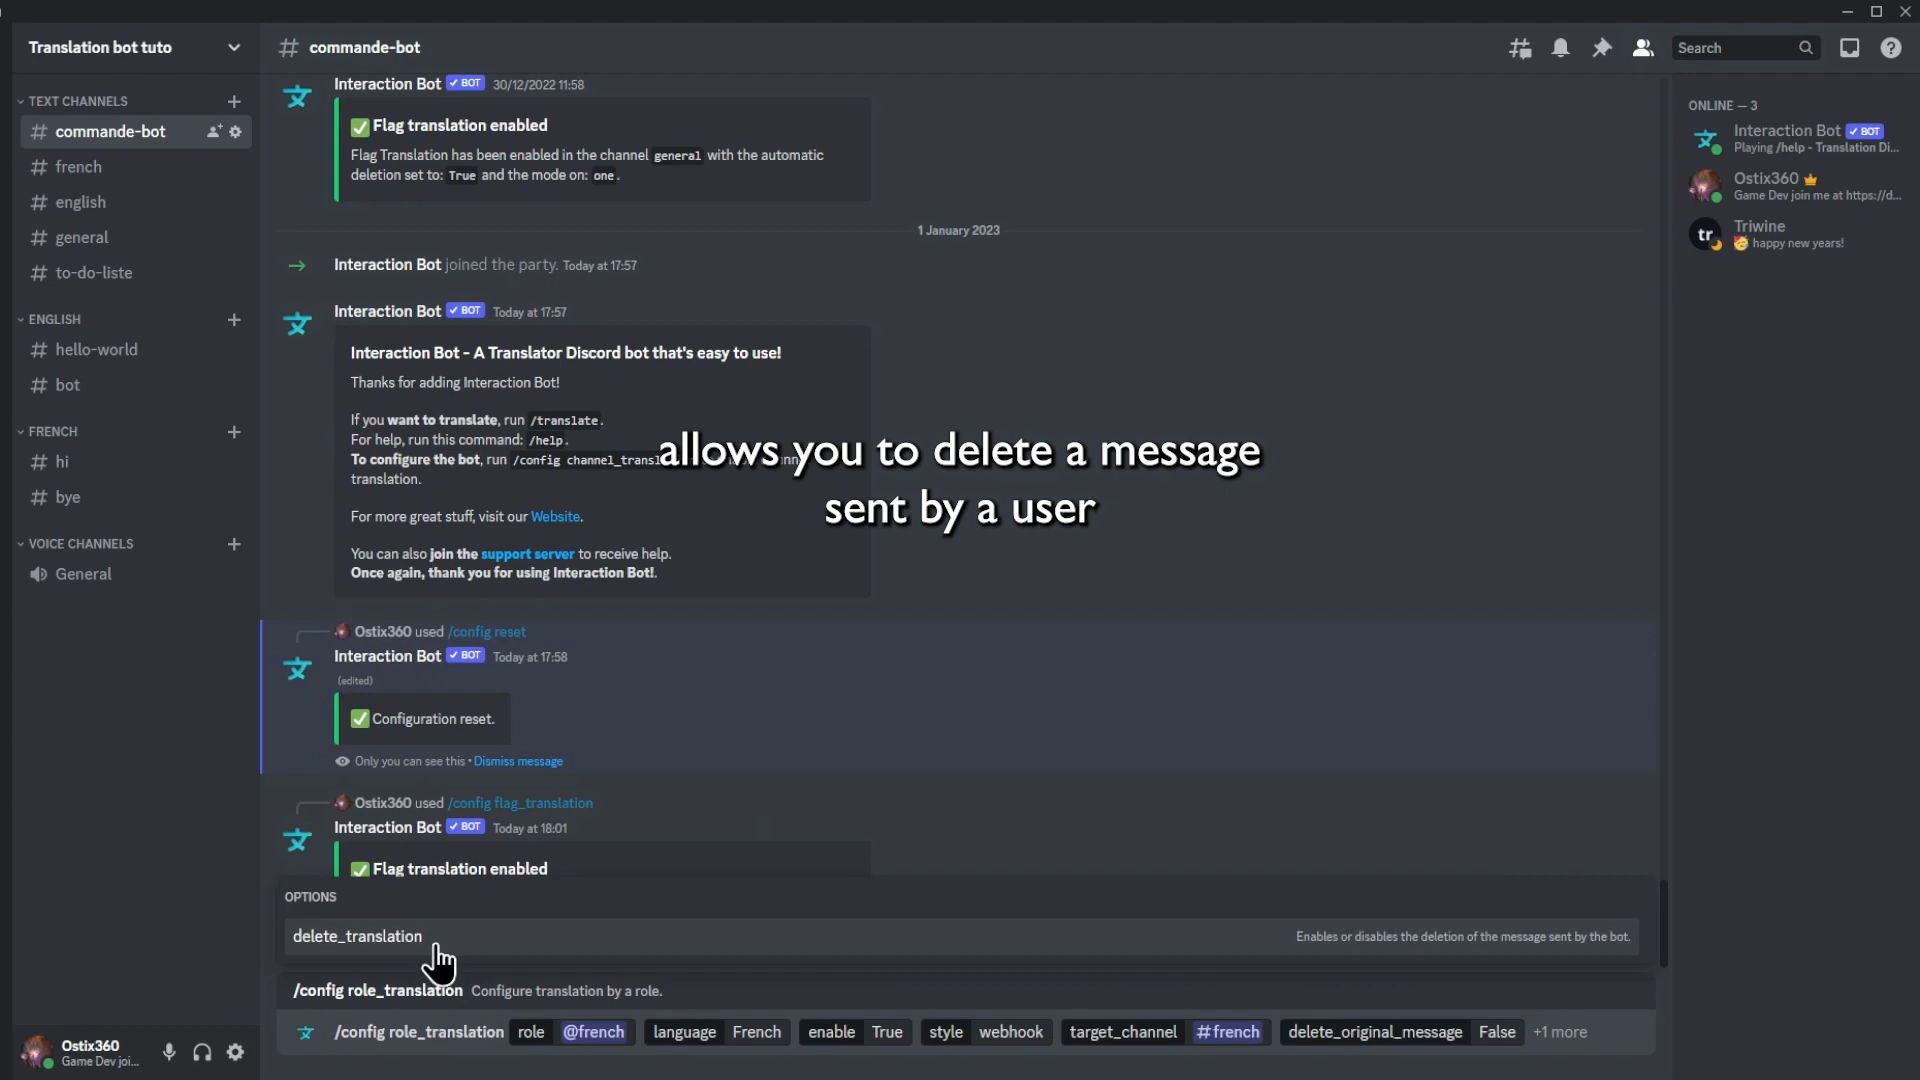 Translation bot tuto
commande-bot
Search
TEXT CHANNELS
commande-bot
french
english
general
to-do-liste
ENGLISH
hello-world
bot
FRENCH
hi
bye
VOICE CHANNELS
General
Ostix360
Game Dev joi...
Interaction Bot BOT 30/12/2022 11:58
Flag translation enabled
Flag Translation has been enabled in the channel general with the automatic
deletion set to: True and the mode on: one.
1 January 2023
Interaction Bot joined the party. Today at 17:57
Interaction Bot BOT Today at 17:57
Interaction Bot - A Translator Discord bot that's easy to use!
Thanks for adding Interaction Bot!
If you want to translate, run /translate.
For help, run this command: /help.
To configure the bot, run /config channel_transl
translation.
For more great stuff, visit our Website.
You can also join the support server to receive help.
Once again, thank you for using Interaction Bot!.
allows you to delete a message
sent by a user
Ostix360 used /config reset
Interaction Bot BOT Today at 17:58
(edited)
Configuration reset.
Only you can see this • Dismiss message
Ostix360 used /config flag_translation
Interaction Bot BOT Today at 18:01
Flag translation enabled
OPTIONS
delete_translation Enables or disables the deletion of the message sent by the bot.
/config role_translation Configure translation by a role.
/config role_translation role @french language French enable True style webhook target_channel #french delete_original_message False +1 more
ONLINE — 3
Interaction Bot BOT
Playing /help - Translation Di...
Ostix360
Game Dev join me at https://d...
tr
Triwine
happy new years!